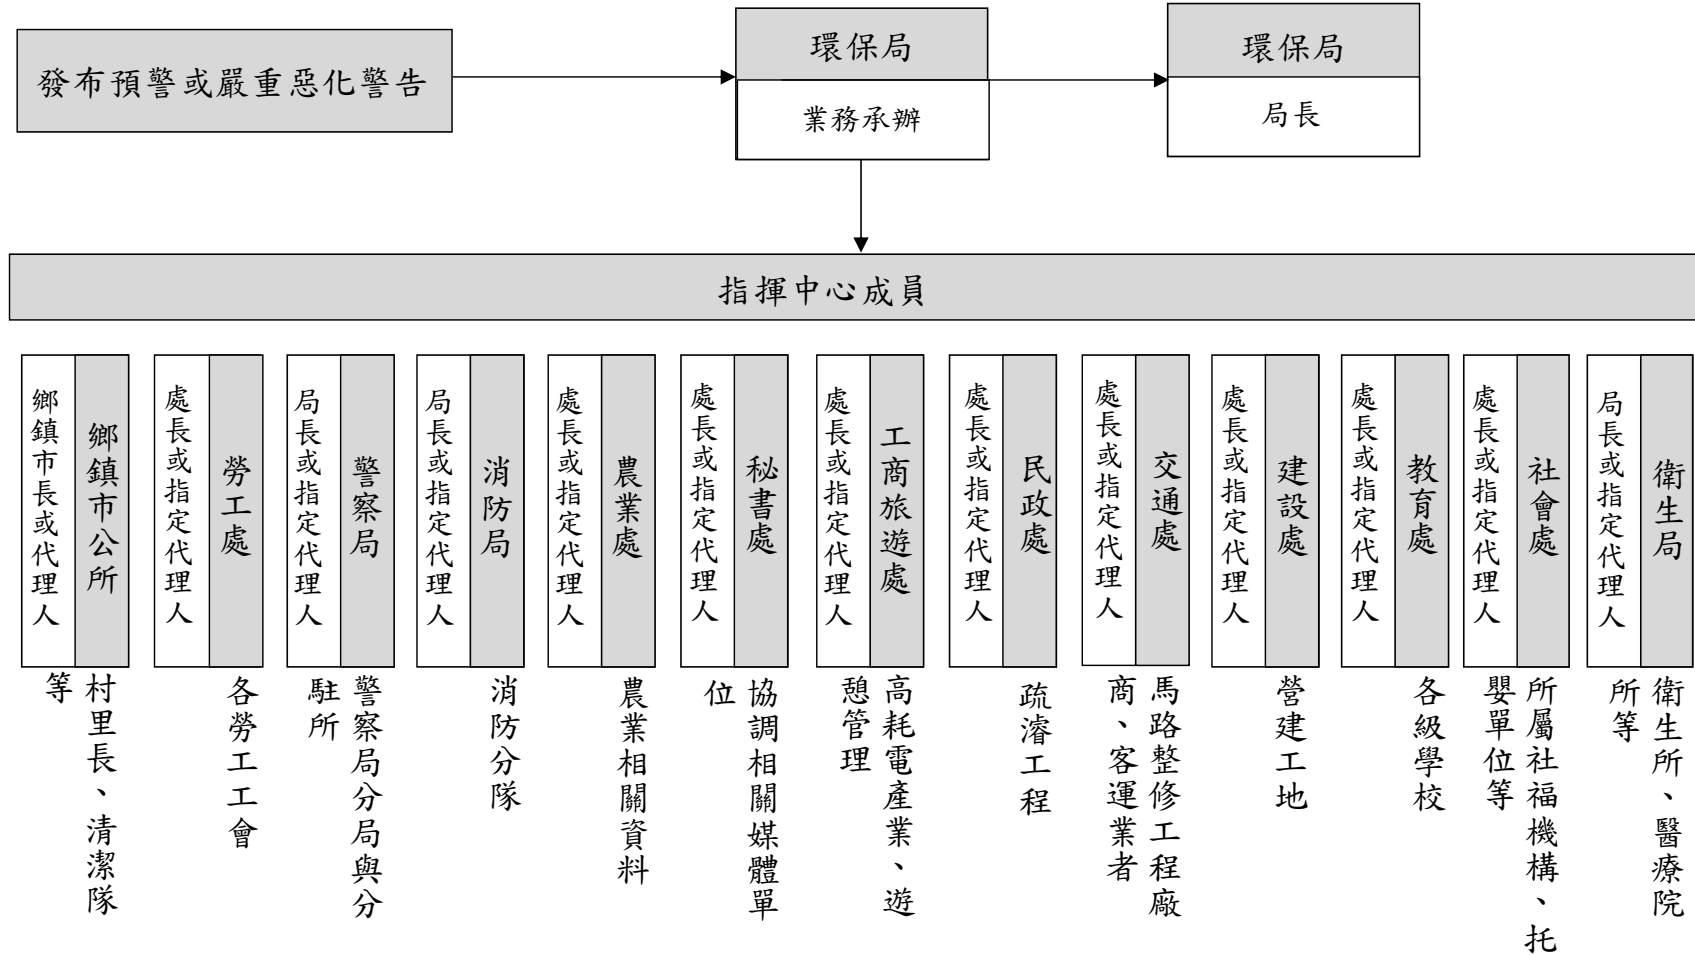 發布預警或嚴重惡化警告
環保局
業務承辦
環保局
局長
指揮中心成員
鄉鎮市長或代理人
鄉鎮市公所
村里長、清潔隊
等
處長或指定代理人
勞工處
各勞工工會
局長或指定代理人
警察局
警察局分局與分
駐所
局長或指定代理人
消防局
消防分隊
處長或指定代理人
農業處
農業相關資料
處長或指定代理人
秘書處
協調相關媒體單
位
處長或指定代理人
工商旅遊處
高耗電產業、遊
憩管理
處長或指定代理人
民政處
疏濬工程
處長或指定代理人
交通處
馬路整修工程廠
商、客運業者
處長或指定代理人
建設處
營建工地
處長或指定代理人
教育處
各級學校
處長或指定代理人
社會處
所屬社福機構、托
嬰單位等
局長或指定代理人
衛生局
衛生所、醫療院
所等